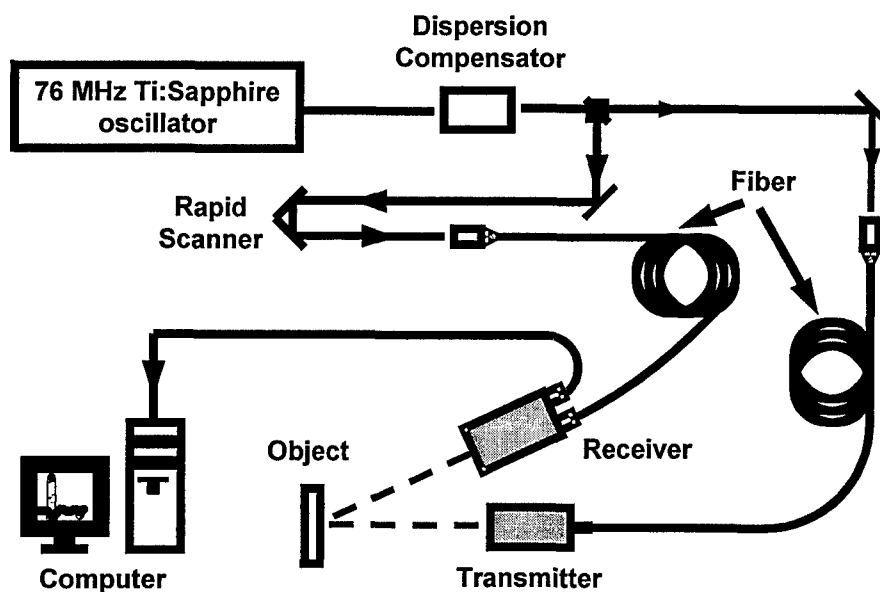 Dispersion
Compensator
76 MHz Ti:Sapphire
oscillator
Rapid
Scanner
Fiber
Object
Receiver
Computer
Transmitter